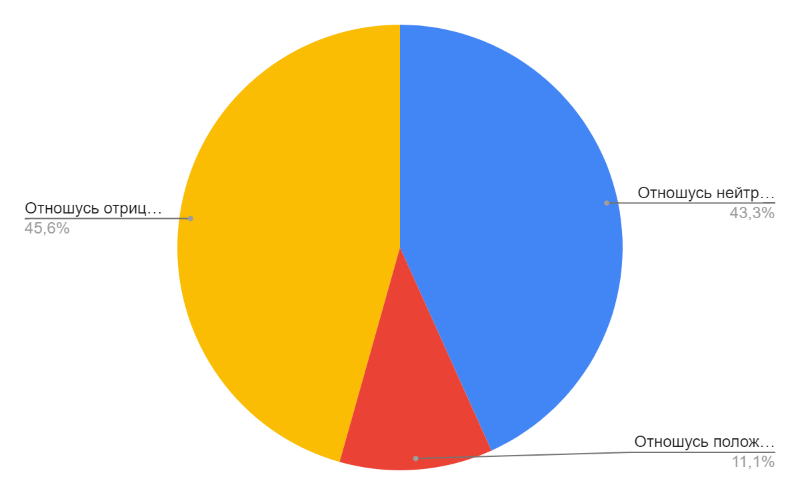 Отношусь нейтр…
43,3%
Отношусь отриц…
45,6%
Отношусь полож…
11,1%